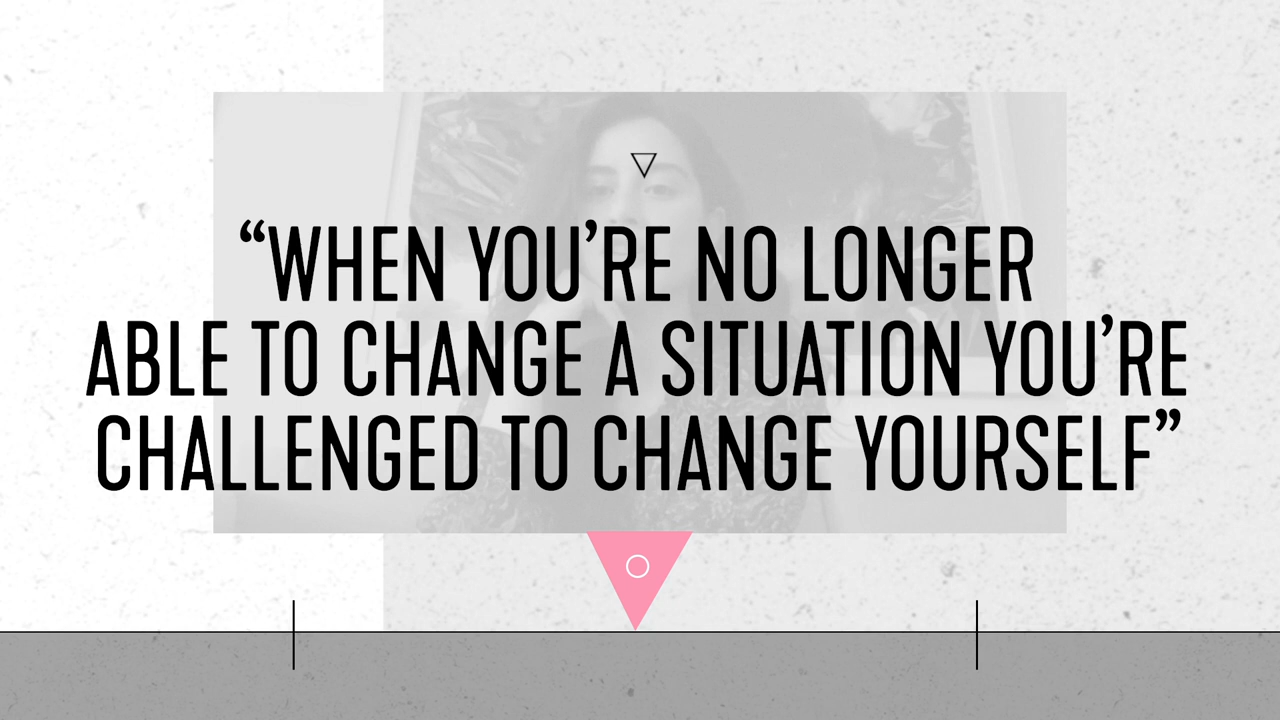 “WHEN YOU’RE NO LONGER
ABLE TO CHANGE A SITUATION YOU’RE
CHALLENGED TO CHANGE YOURSELF”